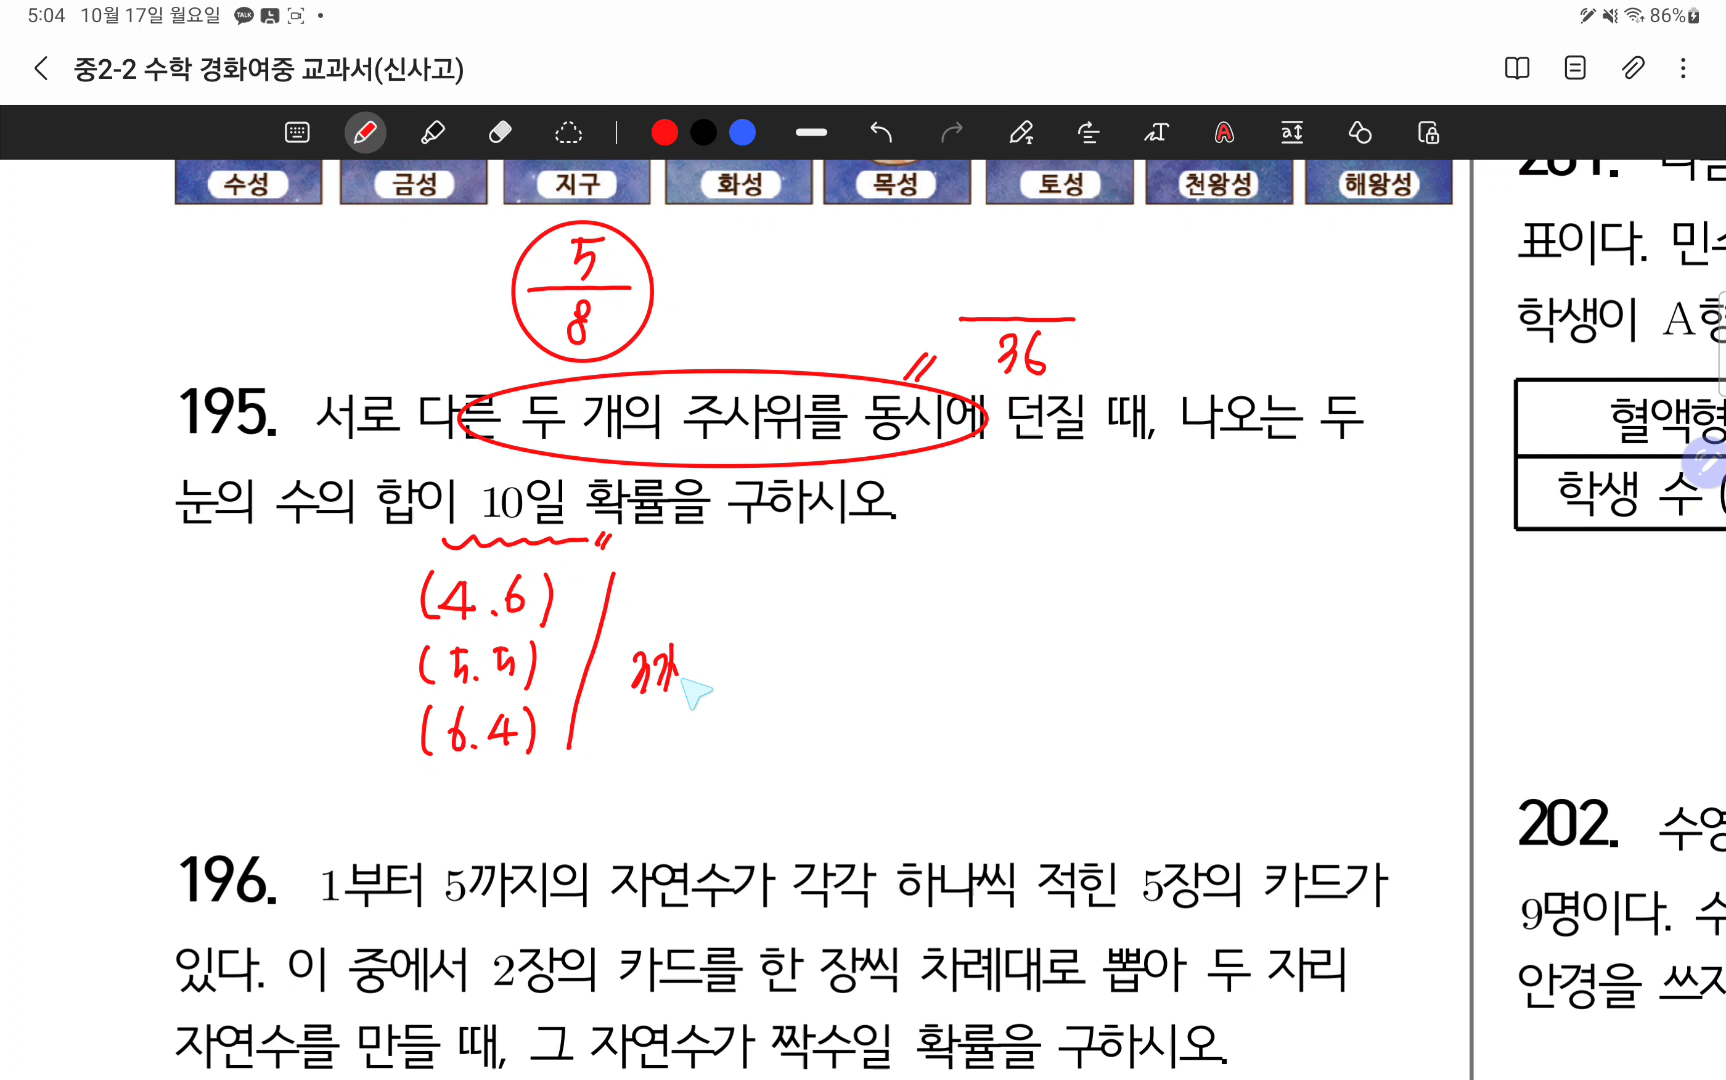 5:04 10월 17일 월요일 TALK 86%
중2-2 수학 경화여중 교과서(신사고)
수성 금성 지구 화성 목성 토성 천왕성 해왕성
5
8
36
195. 서로 다른 두 개의 주사위를 동시에 던질 때, 나오는 두
눈의 수의 합이 10일 확률을 구하시오.
(4.6)
(5.5)
(6.4)
196. 1부터 5까지의 자연수가 각각 하나씩 적힌 5장의 카드가
있다. 이 중에서 2장의 카드를 한 장씩 차례대로 뽑아 두 자리
자연수를 만들 때, 그 자연수가 짝수일 확률을 구하시오.
표이다.
학생이 A형
혈액형
학생 수
202. 수영
9명이다.
안경을